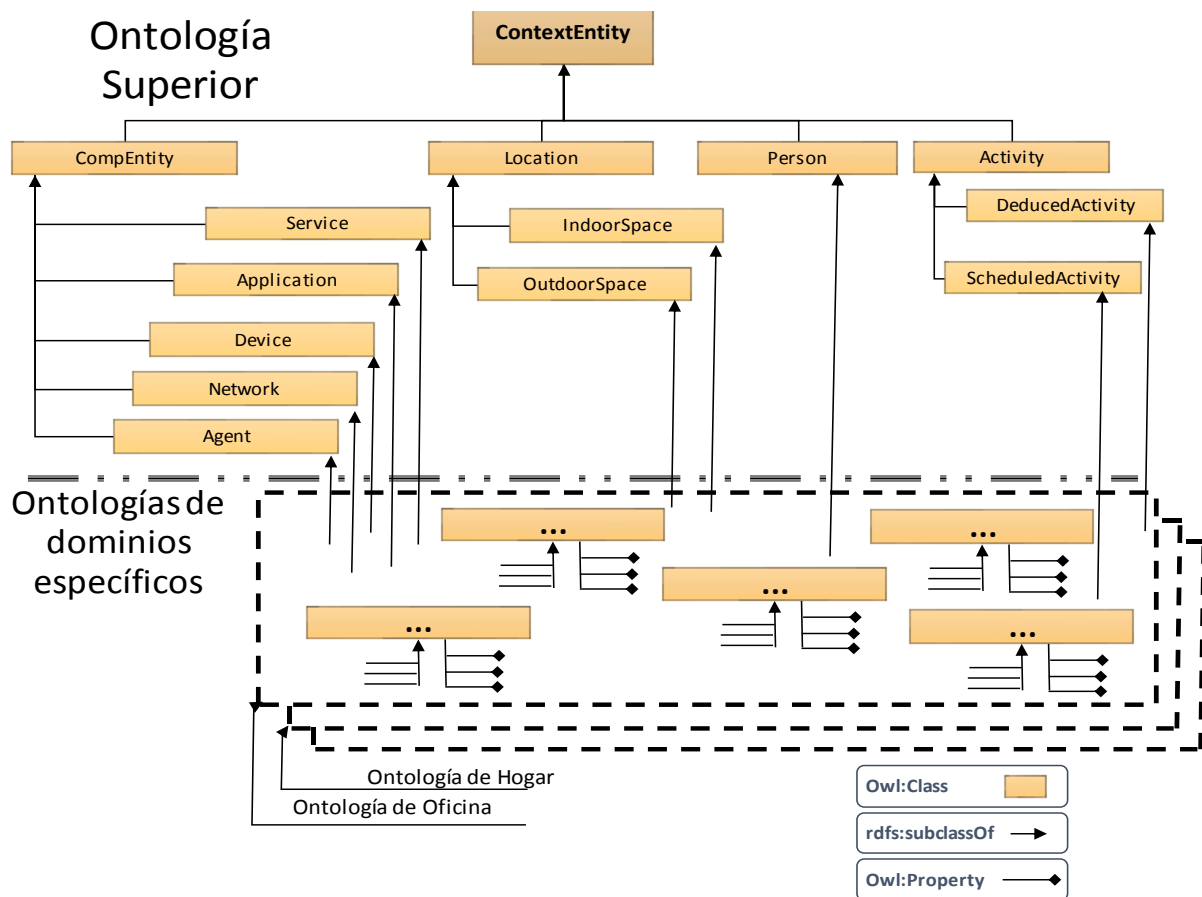 Ontología
Superior
ContextEntity
CompEntity
Location
Person
Activity
Service
Application
Device
Network
Agent
IndoorSpace
OutdoorSpace
DeducedActivity
ScheduledActivity
Ontologías de
dominios
específicos
...
...
...
...
...
Ontología de Hogar
Ontología de Oficina
Owl:Class
rdfs:subclassOf
Owl:Property